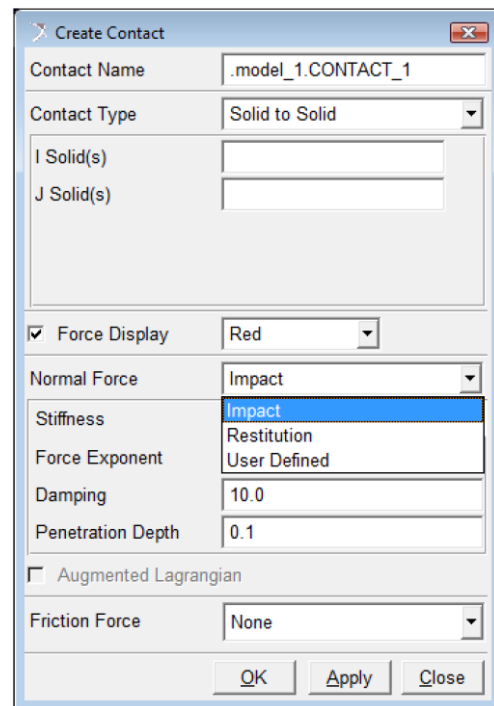 Create Contact
Contact Name .model_1.CONTACT_1
Contact Type Solid to Solid
I Solid(s)
J Solid(s)
Force Display Red
Normal Force Impact
Stiffness Impact
Restitution
Force Exponent User Defined
Damping 10.0
Penetration Depth 0.1
Augmented Lagrangian
Friction Force None
OK Apply Close